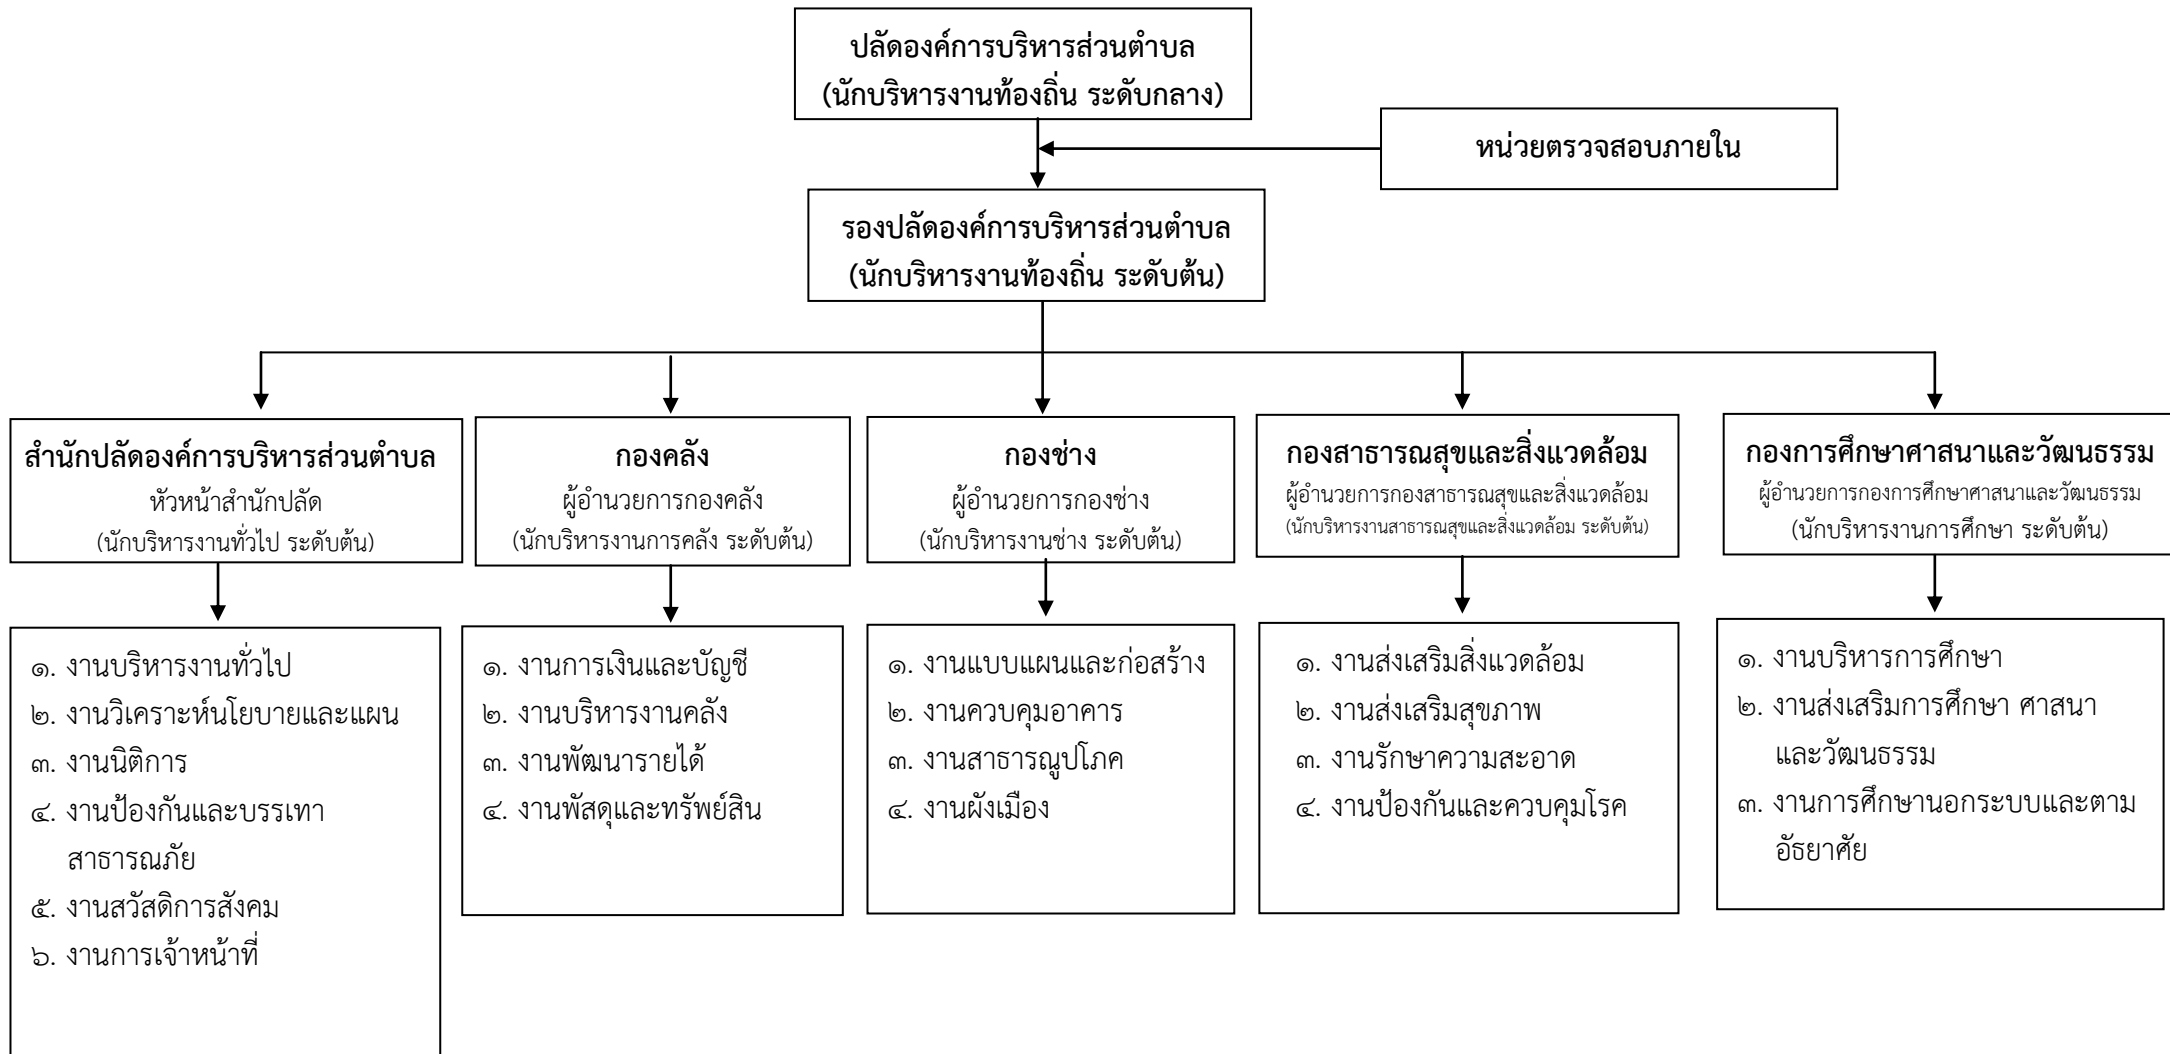 ปลัดองค์การบริหารส่วนตำบล
(นักบริหารงานท้องถิ่น ระดับกลาง)
หน่วยตรวจสอบภายใน
รองปลัดองค์การบริหารส่วนตำบล
(นักบริหารงานท้องถิ่น ระดับต้น)
สำนักปลัดองค์การบริหารส่วนตำบล
หัวหน้าสำนักปลัด
(นักบริหารงานทั่วไป ระดับต้น)
กองคลัง
ผู้อำนวยการกองคลัง
(นักบริหารงานการคลัง ระดับต้น)
กองช่าง
ผู้อำนวยการกองช่าง
(นักบริหารงานช่าง ระดับต้น)
กองสาธารณสุขและสิ่งแวดล้อม
ผู้อำนวยการกองสาธารณสุขและสิ่งแวดล้อม
(นักบริหารงานสาธารณสุขและสิ่งแวดล้อม ระดับต้น)
กองการศึกษาศาสนาและวัฒนธรรม
ผู้อำนวยการกองการศึกษาศาสนาและวัฒนธรรม
(นักบริหารงานการศึกษา ระดับต้น)
๑. งานบริหารงานทั่วไป
๒. งานวิเคราะห์นโยบายและแผน
๓. งานนิติการ
๔. งานป้องกันและบรรเทา
สาธารณภัย
๕. งานสวัสดิการสังคม
๖. งานการเจ้าหน้าที่
๑. งานการเงินและบัญชี
๒. งานบริหารงานคลัง
๓. งานพัฒนารายได้
๔. งานพัสดุและทรัพย์สิน
๑. งานแบบแผนและก่อสร้าง
๒. งานควบคุมอาคาร
๓. งานสาธารณูปโภค
๔. งานผังเมือง
๑. งานส่งเสริมสิ่งแวดล้อม
๒. งานส่งเสริมสุขภาพ
๓. งานรักษาความสะอาด
๔. งานป้องกันและควบคุมโรค
๑. งานบริหารการศึกษา
๒. งานส่งเสริมการศึกษา ศาสนา
และวัฒนธรรม
๓. งานการศึกษานอกระบบและตาม
อัธยาศัย